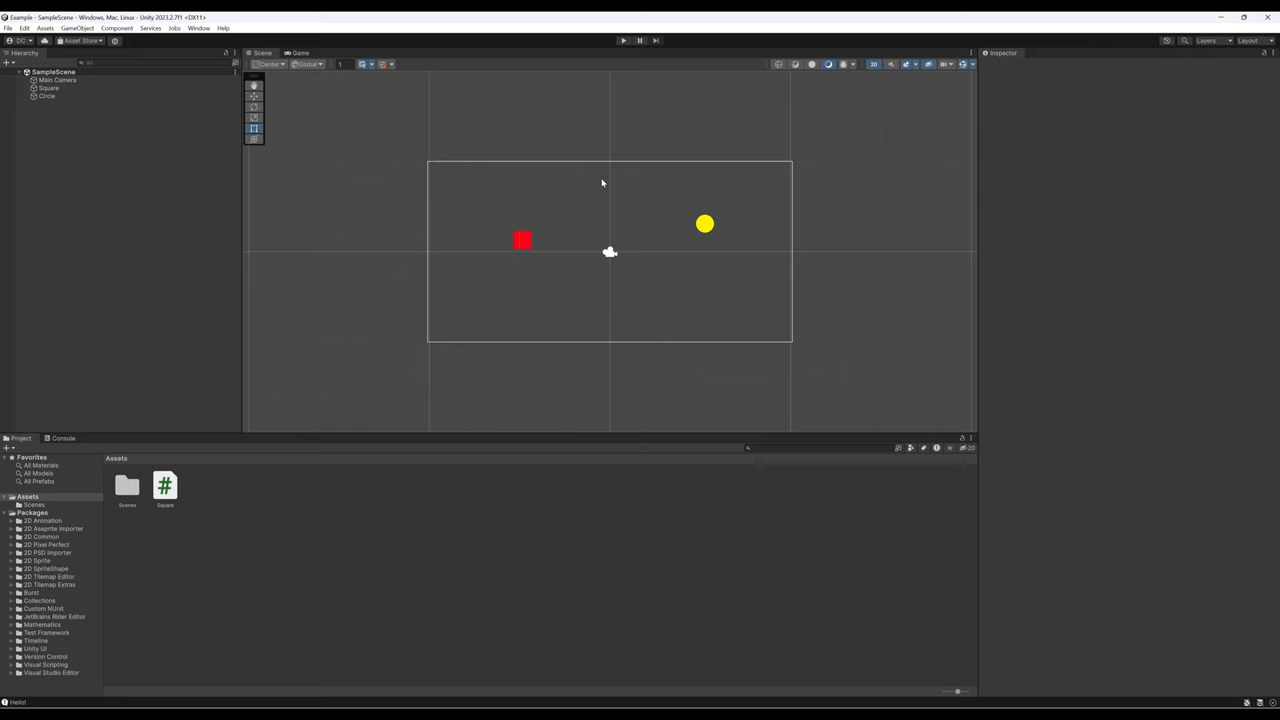 Example - SampleScene - Windows, Mac, Linux - Unity 2023.2.7f1 <DX11>
File Edit Assets GameObject Component Services Jobs Window Help
DC Asset Store Layers Layout
Hierarchy Scene Game Inspector
All Center Global 1 2D
SampleScene
Main Camera
Square
Circle
Project Console
20
Favorites Assets
All Materials
All Models
All Prefabs
Assets
Scenes Scenes Square
Packages
2D Animation
2D Aseprite Importer
2D Common
2D Pixel Perfect
2D PSD Importer
2D Sprite
2D SpriteShape
2D Tilemap Editor
2D Tilemap Extras
Burst
Collections
Custom NUnit
JetBrains Rider Editor
Mathematics
Test Framework
Timeline
Unity UI
Version Control
Visual Scripting
Visual Studio Editor
Hello!